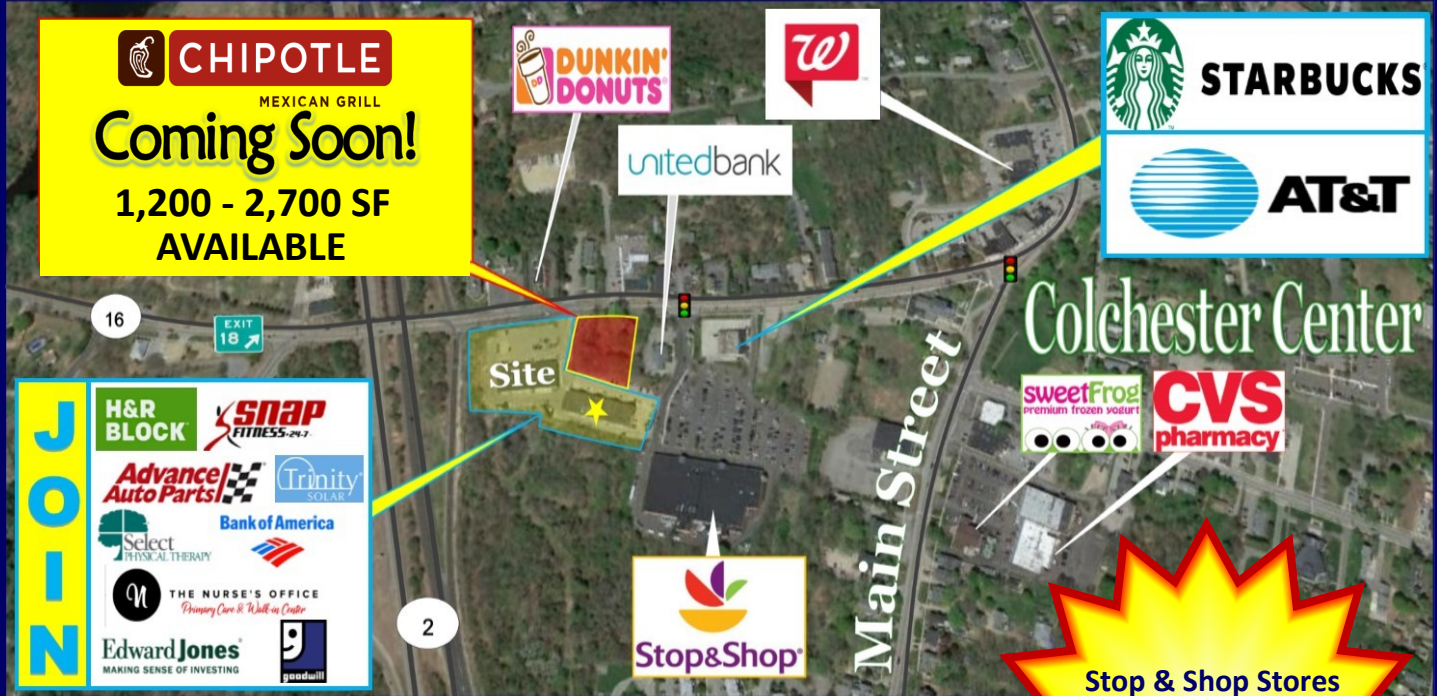 CHIPOTLE
MEXICAN GRILL
Coming Soon!
1,200 - 2,700 SF
AVAILABLE
DUNKIN'
DONUTS
DD
W
unitedbank
STARBUCKS
AT&T
16
EXIT
18
Site
Colchester Center
Main Street
sweetFrog
premium frozen yogurt
CVS
pharmacy
JOIN
H&R
BLOCK
SNAP
FITNESS-24-7
Advance
Auto Parts
Trinity
SOLAR
Select
PHYSICAL THERAPY
Bank of America
n
THE NURSE'S OFFICE
Primary Care & Walk-in Center
Edward Jones
MAKING SENSE OF INVESTING
g
goodwill
2
Stop&Shop
Stop & Shop Stores